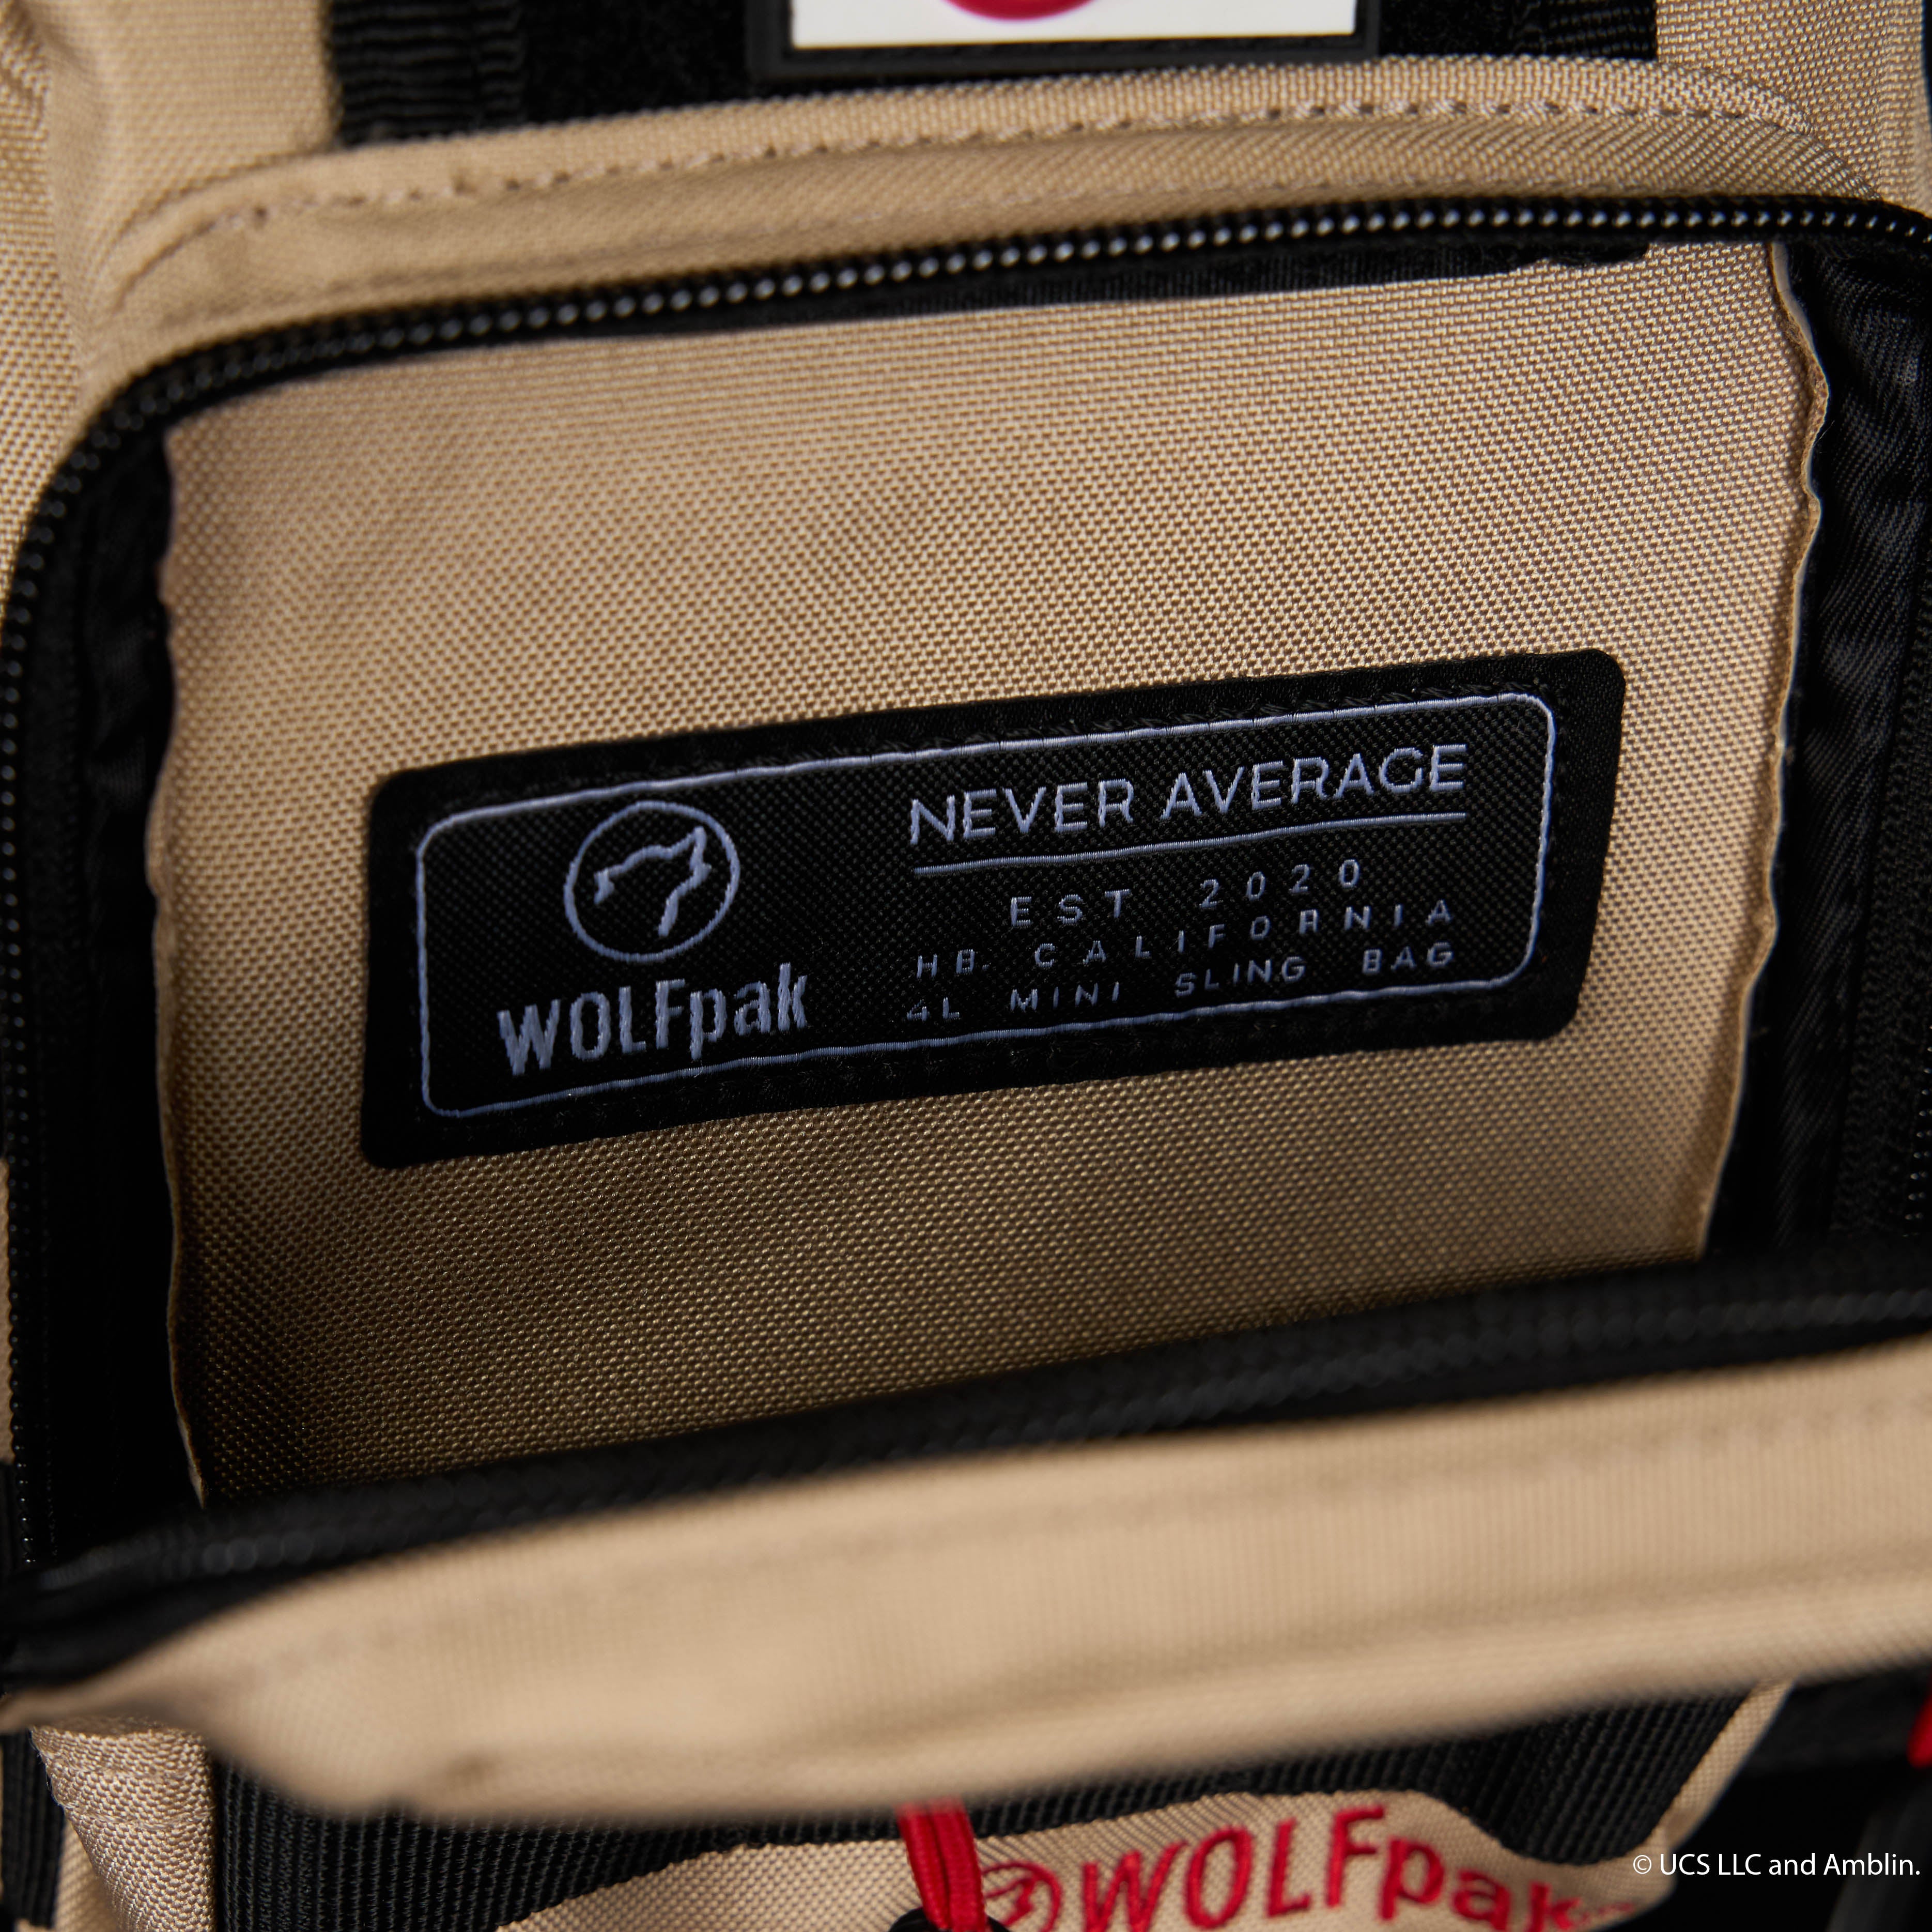 NEVER AVERAGE
EST 2020
HB. CALIFORNIA
4L MINI SLING BAG
WOLFpak
WOLFpak
© UCS LLC and Amblin.